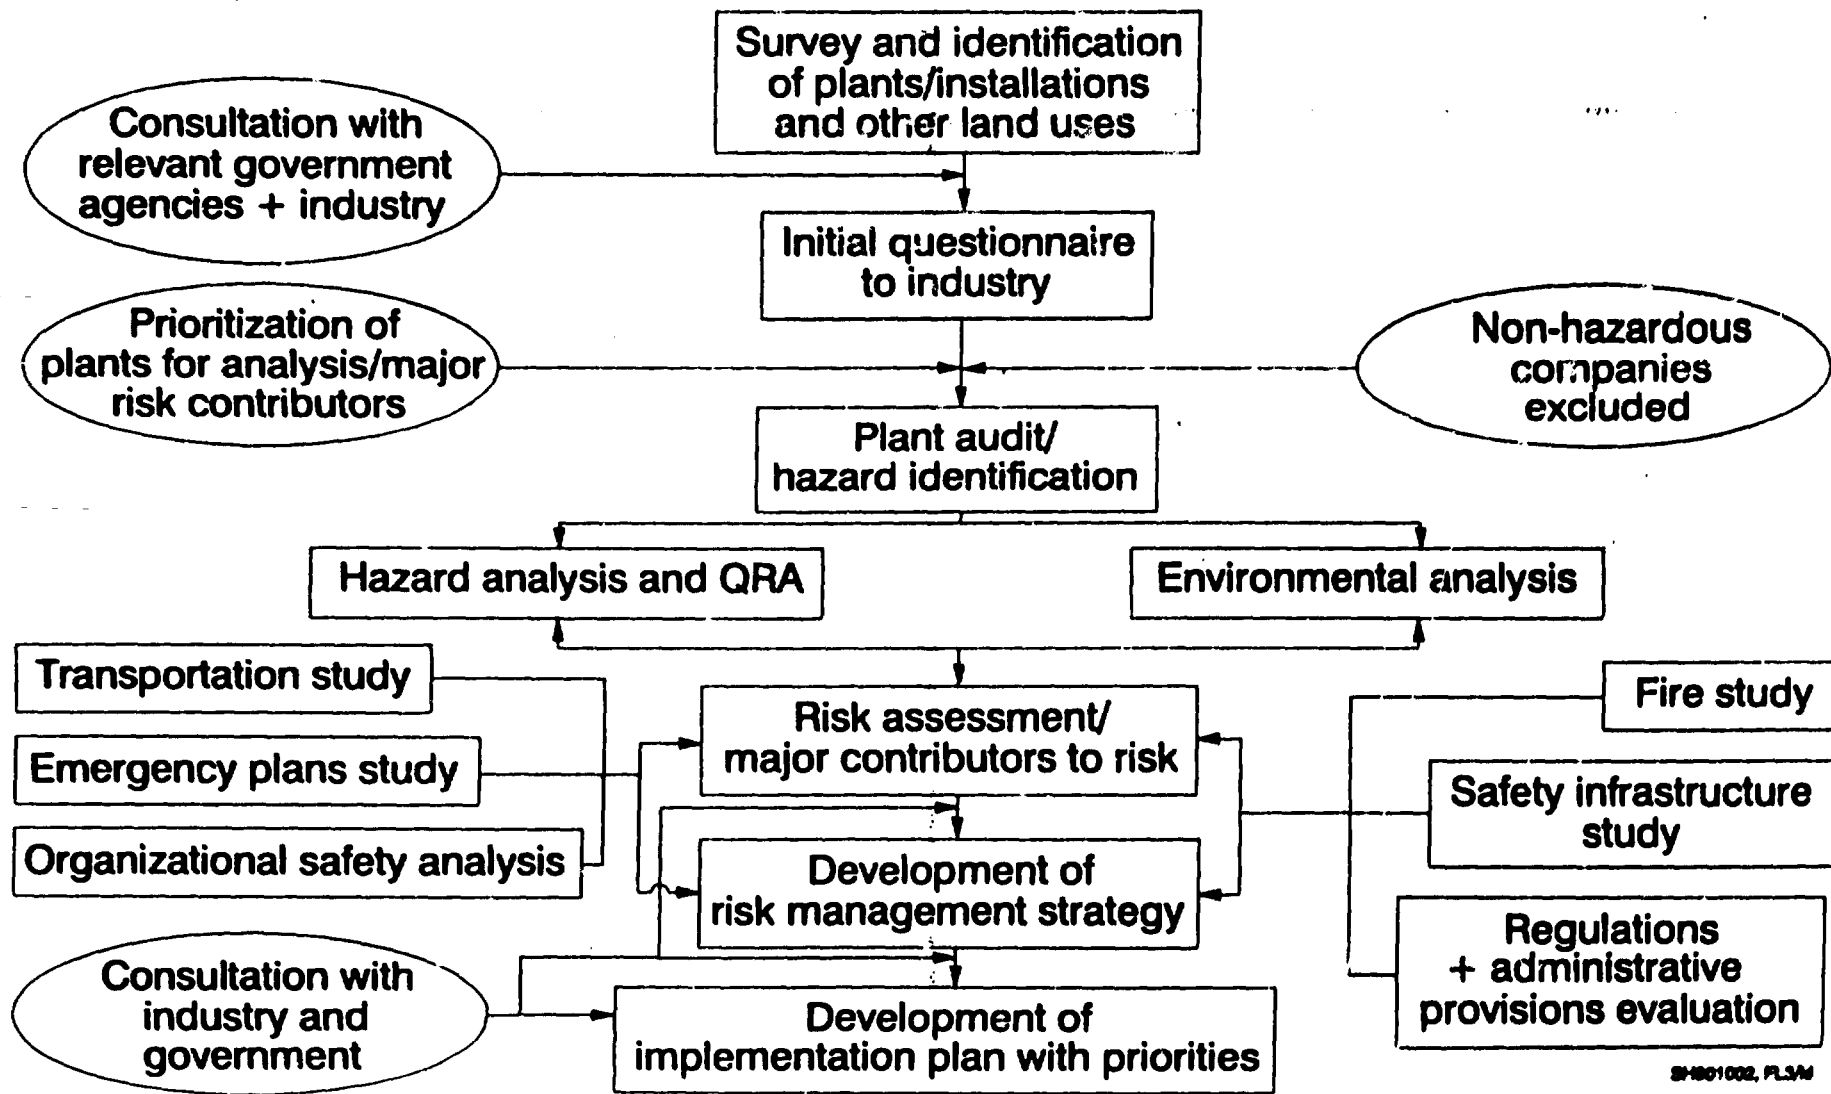 Survey and identification
of plants/installations
and other land uses
Consultation with
relevant government
agencies + industry
Initial questionnaire
to industry
Prioritization of
plants for analysis/major
risk contributors
Non-hazardous
companies
excluded
Plant audit/
hazard identification
Hazard analysis and QRA
Environmental analysis
Transportation study
Emergency plans study
Organizational safety analysis
Risk assessment/
major contributors to risk
Fire study
Safety infrastructure
study
Development of
risk management strategy
Regulations
+ administrative
provisions evaluation
Consultation with
industry and
government
Development of
implementation plan with priorities